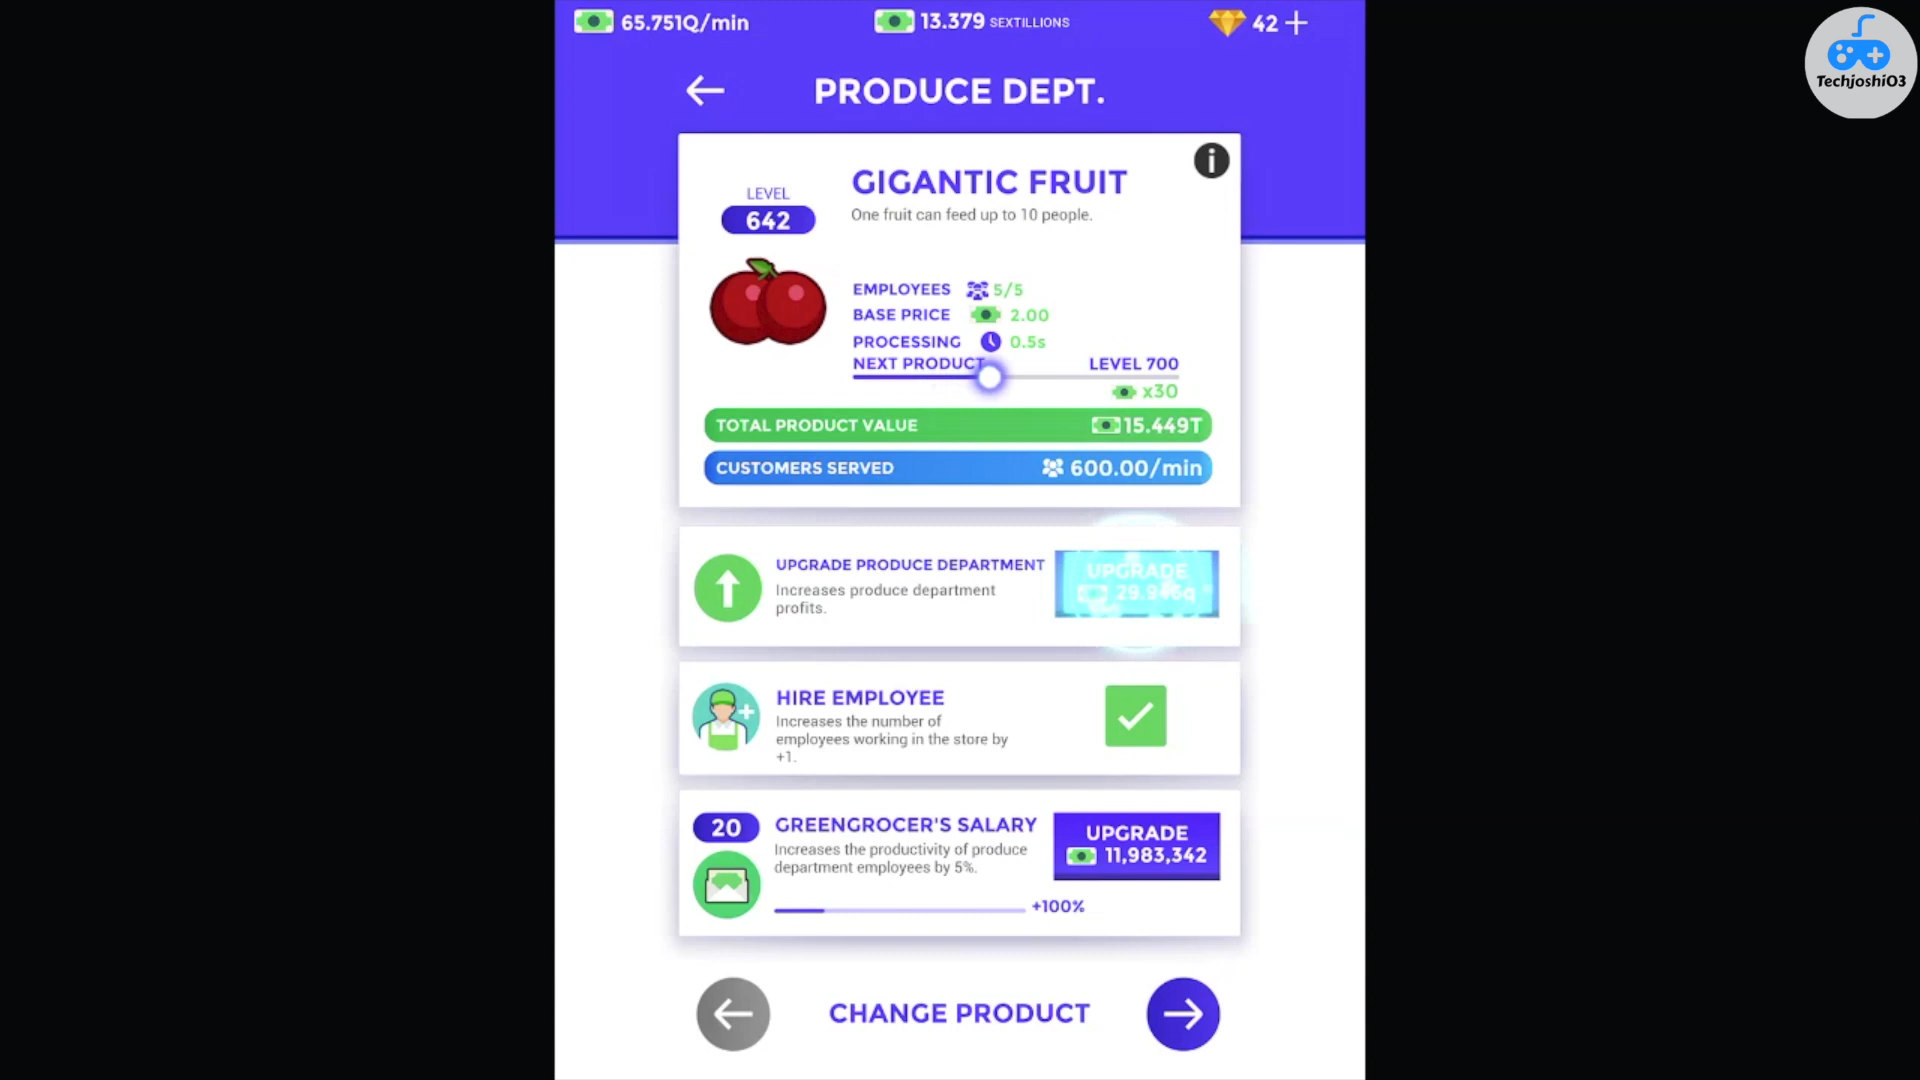 65.751Q/min
13.379 SEXTILLIONS
42
TechJoshi03
PRODUCE DEPT.
LEVEL
642
GIGANTIC FRUIT
One fruit can feed up to 10 people.
EMPLOYEES 5/5
BASE PRICE 2.00
PROCESSING 0.5s
NEXT PRODUCT LEVEL 700
x30
TOTAL PRODUCT VALUE 15.449T
CUSTOMERS SERVED 600.00/min
UPGRADE PRODUCE DEPARTMENT
Increases produce department
profits.
UPGRADE
HIRE EMPLOYEE
Increases the number of
employees working in the store by
+1.
20
GREENGROCER'S SALARY
Increases the productivity of produce
department employees by 5%.
+100%
UPGRADE
11,983,342
CHANGE PRODUCT